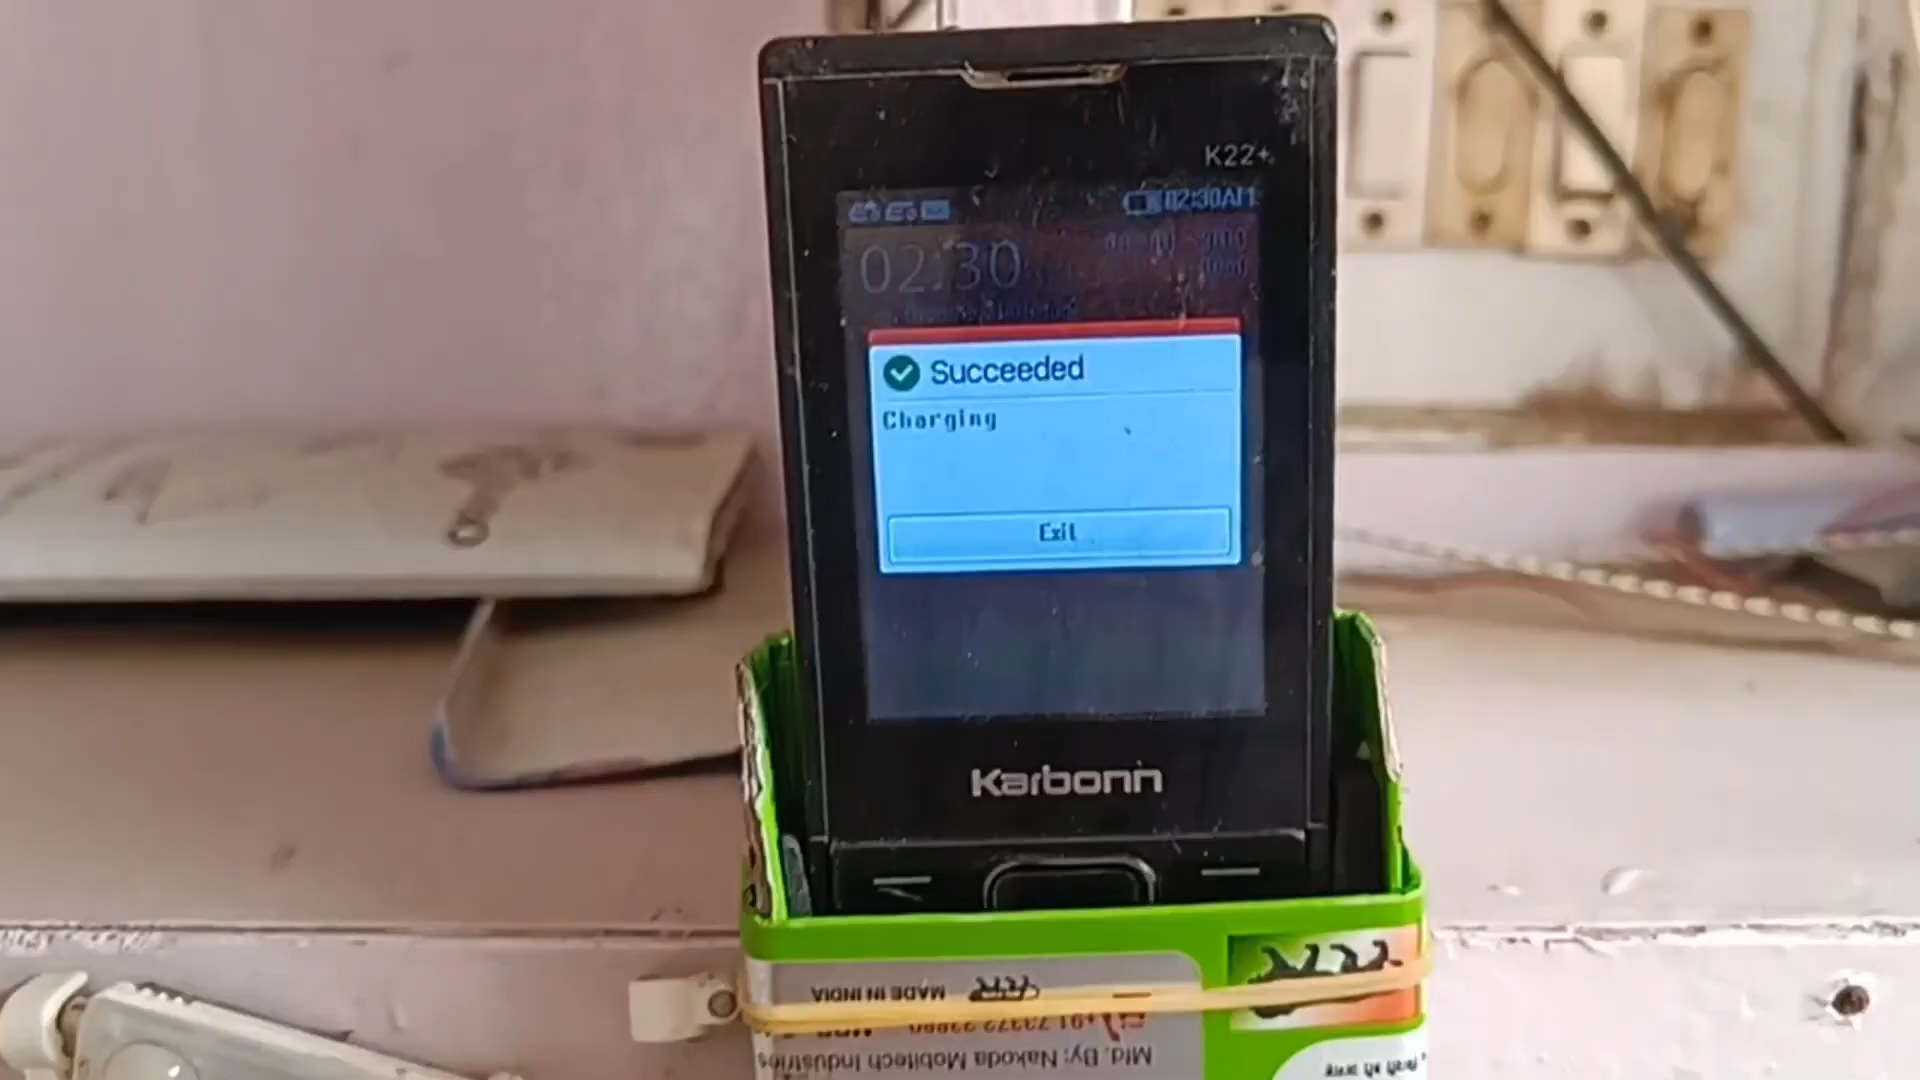 K22+
02:30AM
02:30
Succeeded
Charging
Exit
Karbonn
MADE IN INDIA
Mfd. By: Nakoda Mobitech Industries